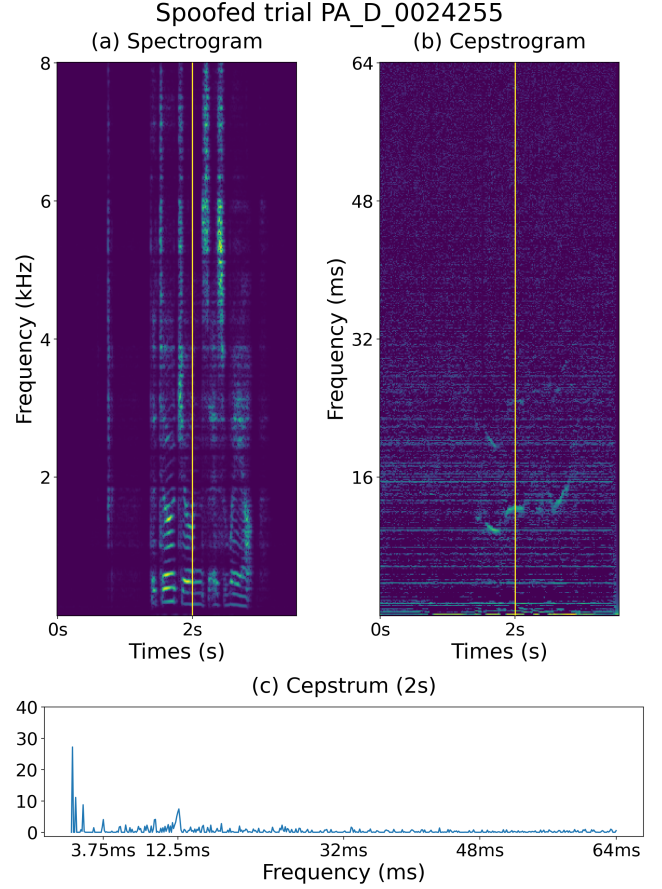 Spoofed trial PA_D_0024255
(a) Spectrogram
(b) Cepstrogram
8
6
4
2
Frequency (kHz)
0s
2s
Times (s)
64
48
32
16
Frequency (ms)
0s
2s
Times (s)
(c) Cepstrum (2s)
40
30
20
10
0
3.75ms
12.5ms
32ms
48ms
64ms
Frequency (ms)